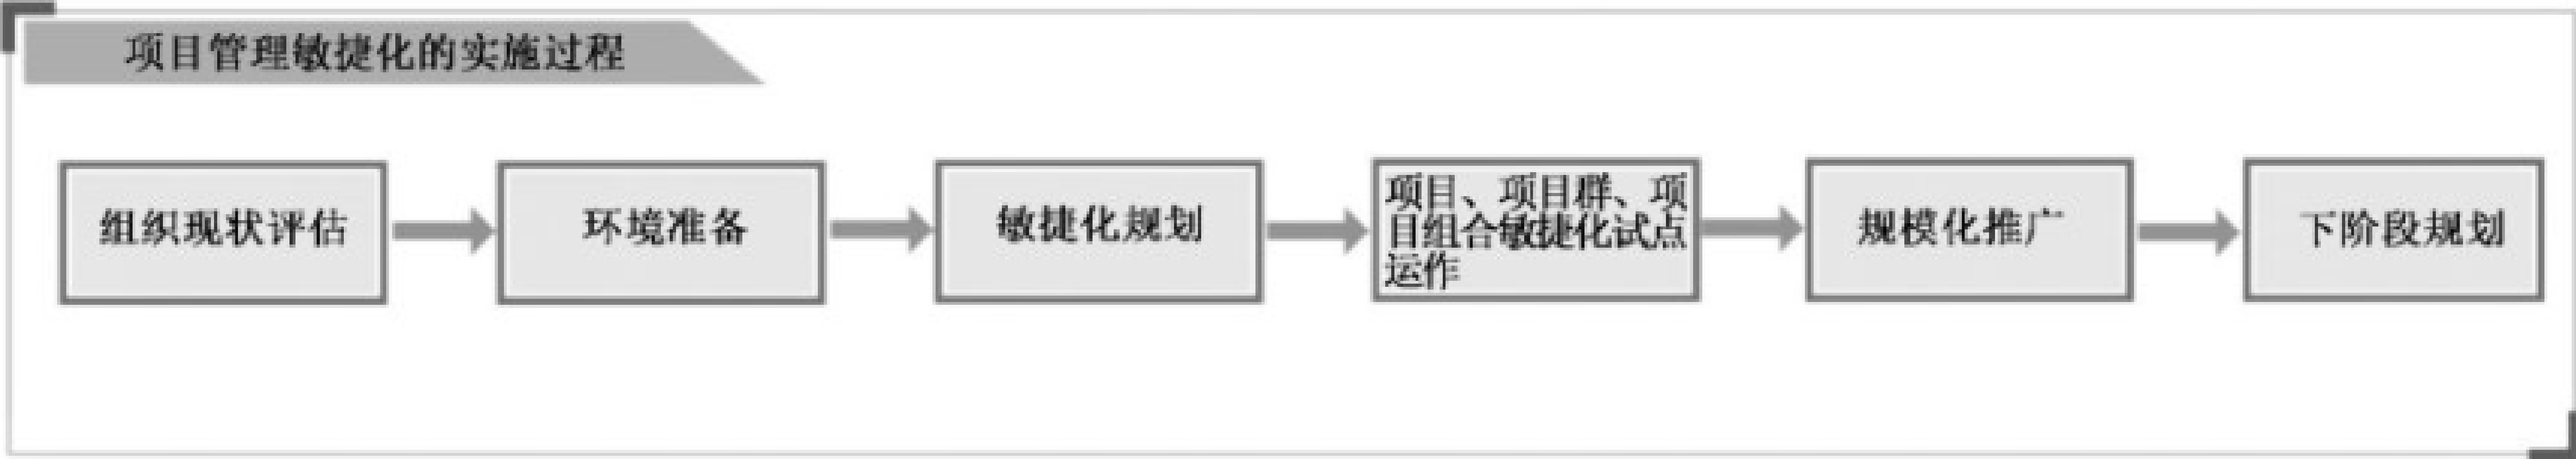 项目管理敏捷化的实施过程
组织现状评估
环境准备
敏捷化规划
项目、项目群、项
目组合敏捷化试点
运作
规模化推广
下阶段规划